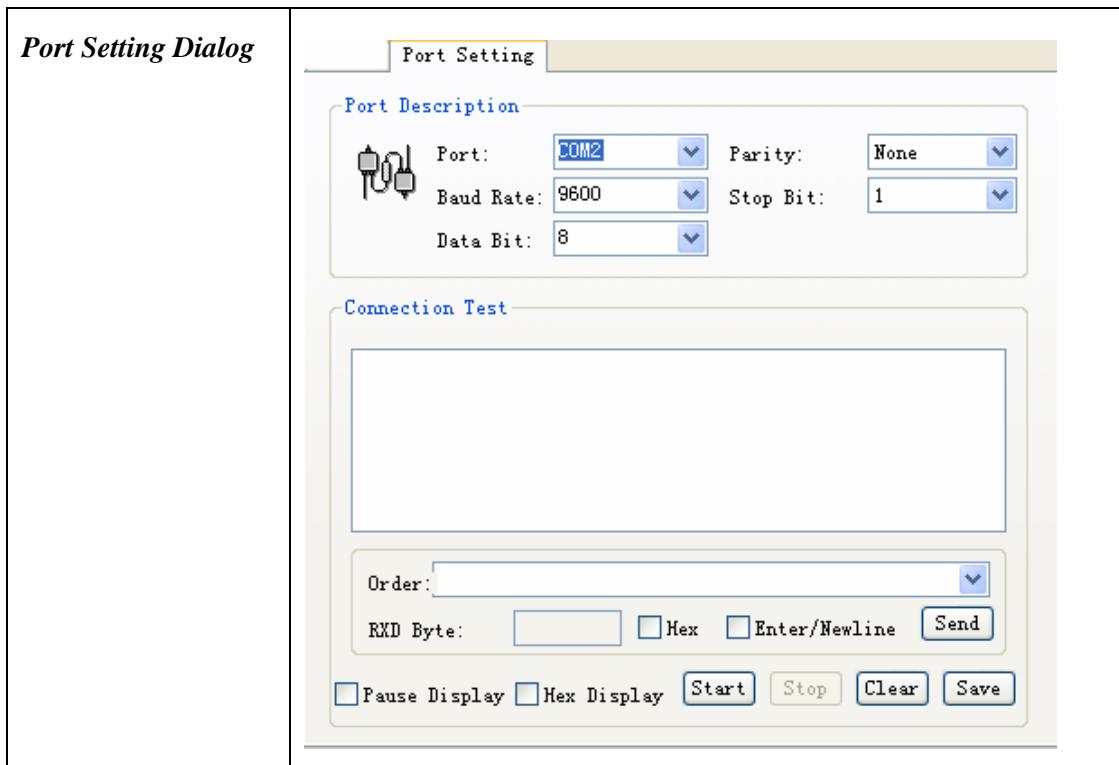 Port Setting Dialog
Port Setting
Port Description
Port: COM2 Parity: None
Baud Rate: 9600 Stop Bit: 1
Data Bit: 8
Connection Test
Order:
RXD Byte: Hex Enter/Newline Send
Pause Display Hex Display Start Stop Clear Save